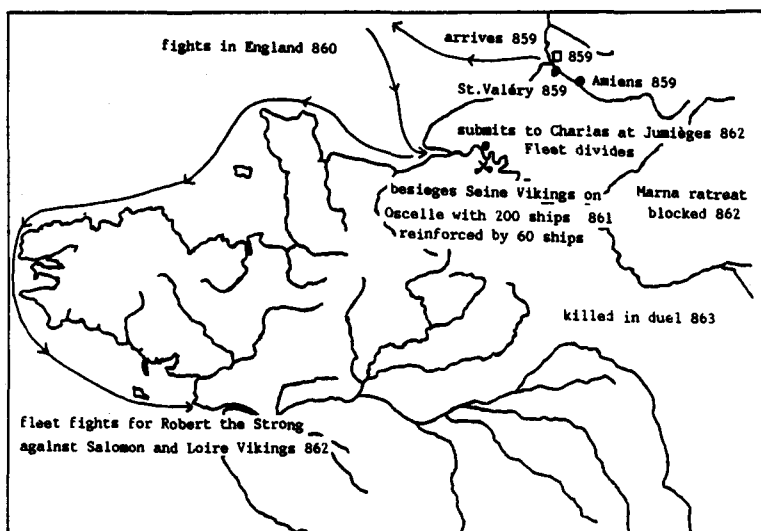 fights in England 860
arrives 859
859
St.Valéry 859
Amiens 859
submits to Charlas at Jumièges 862
Fleet divides
besieges Seine Vikings on
Oscelle with 200 ships 861
reinforced by 60 ships
Marna ratreat
blocked 862
killed in duel 863
fleet fights for Robert the Strong
against Salomon and Loire Vikings 862